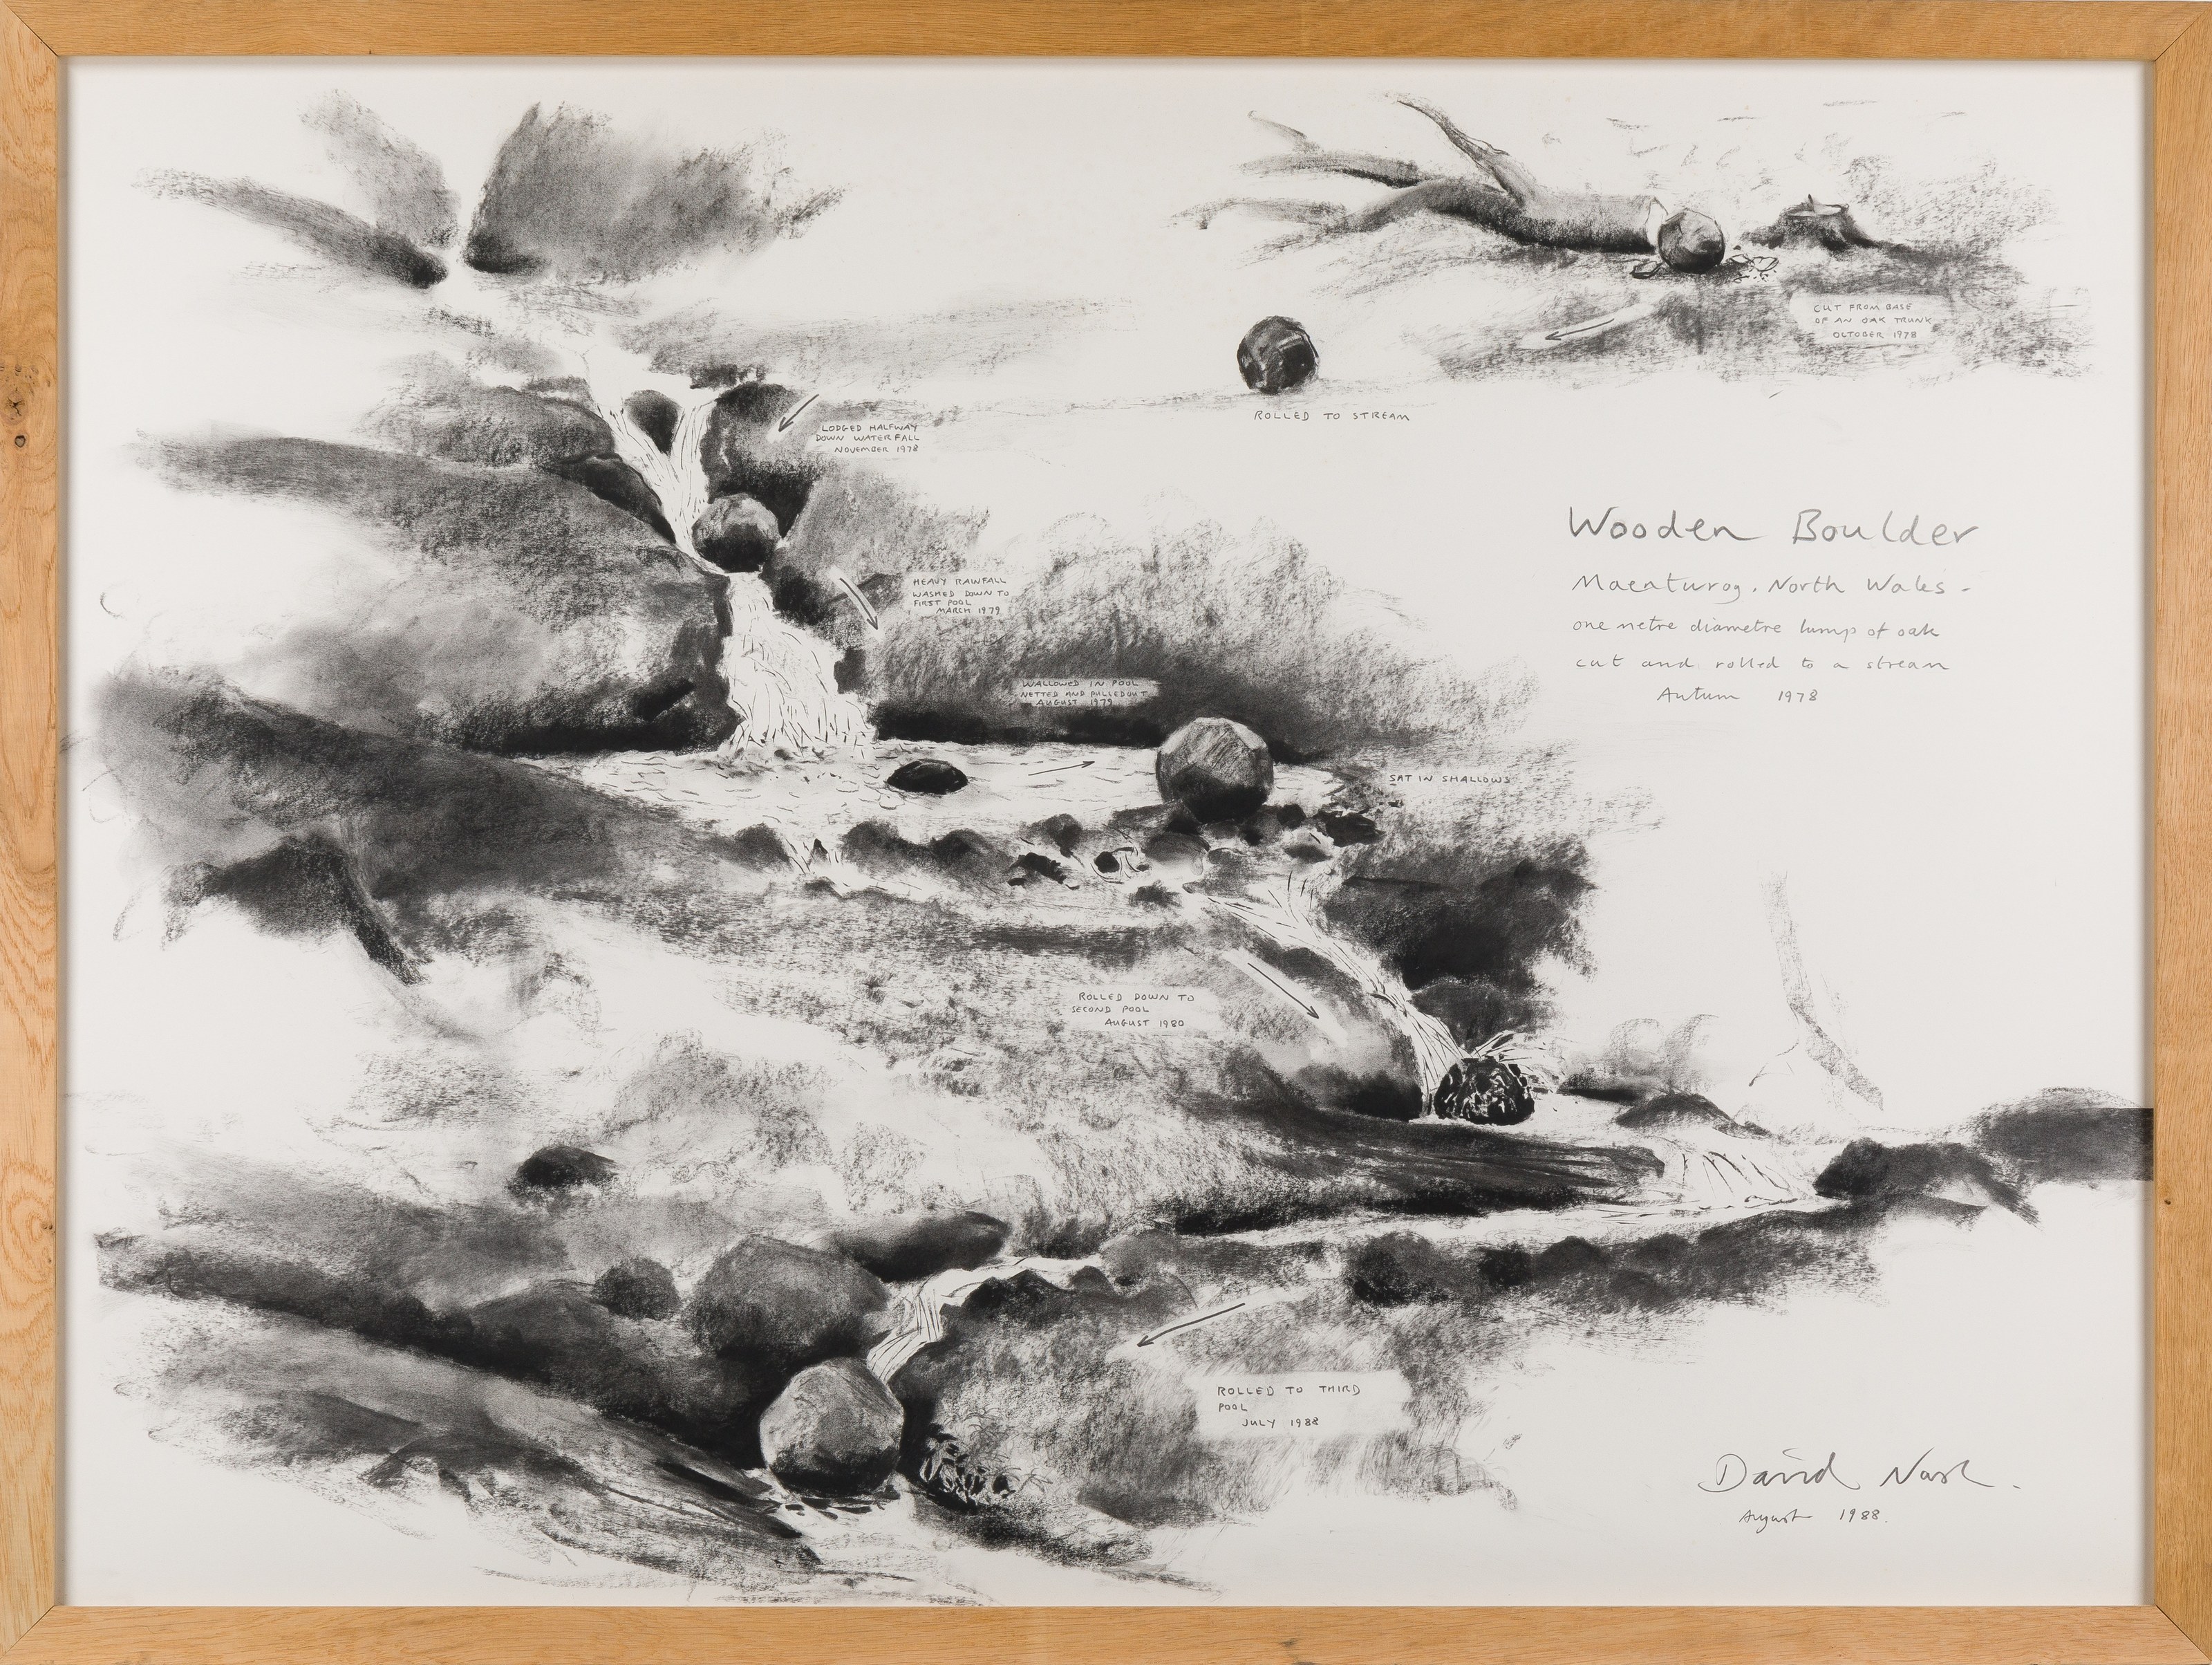 CUT FROM BASE
OF AN OAK TRUNK
OCTOBER 1978
ROLLED TO STREAM
LODGED HALFWAY
DOWN WATERFALL
NOVEMBER 1978
Wooden Boulder
Maentwrog. North Wales -
one metre diametre lump of oak
cut and rolled to a stream
Autum 1978
HEAVY RAINFALL
WASHED DOWN TO
FIRST POOL
MARCH 1979
WALLOWED IN POOL
NETTED AND PULLED OUT
AUGUST 1979
SAT IN SHALLOWS
ROLLED DOWN TO
SECOND POOL
AUGUST 1980
ROLLED TO THIRD
POOL
JULY 1988
David Nash.
August 1988.